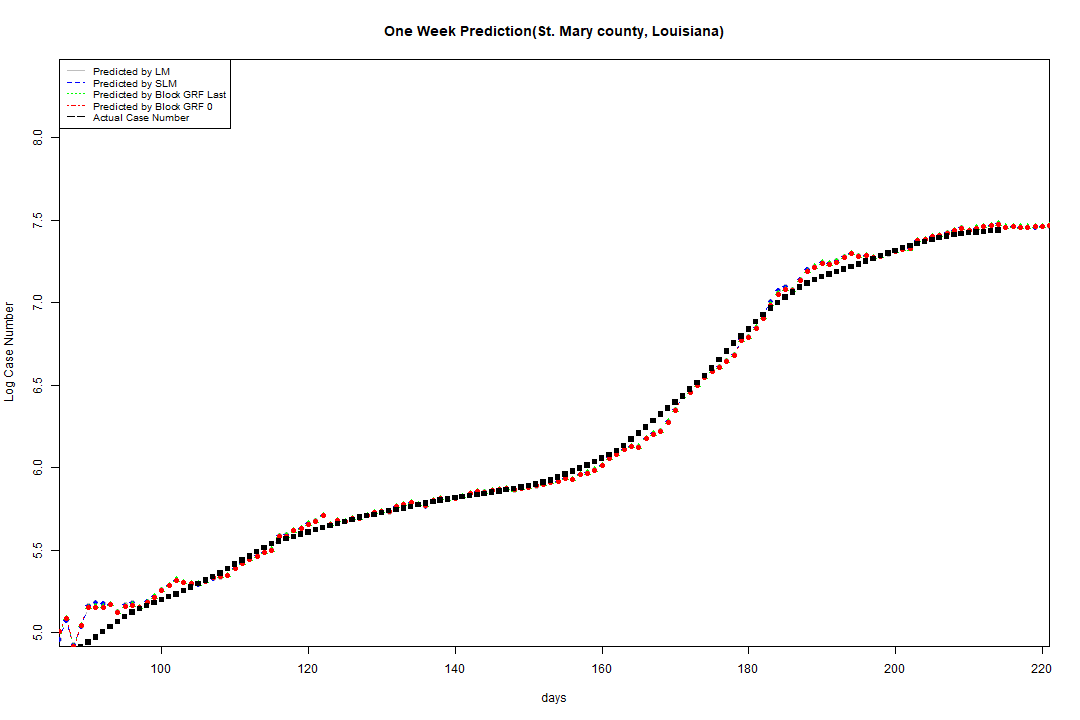 One Week Prediction(St. Mary county, Louisiana)
Predicted by LM
Predicted by SLM
Predicted by Block GRF Last
Predicted by Block GRF 0
Actual Case Number
8.0
7.5
7.0
6.5
6.0
5.5
5.0
Log Case Number
100 120 140 160 180 200 220
days